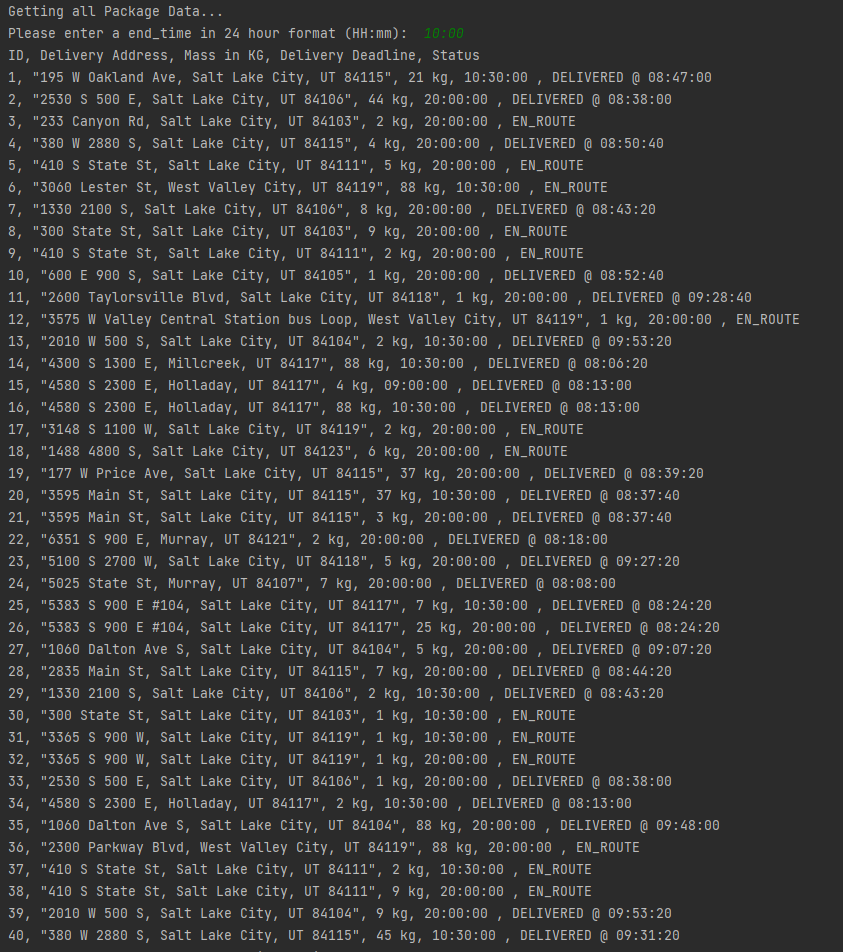 Getting all Package Data...
Please enter a end_time in 24 hour format (HH:mm):  10:00
ID, Delivery Address, Mass in KG, Delivery Deadline, Status
1, "195 W Oakland Ave, Salt Lake City, UT 84115", 21 kg, 10:30:00 , DELIVERED @ 08:47:00
2, "2530 S 500 E, Salt Lake City, UT 84106", 44 kg, 20:00:00 , DELIVERED @ 08:38:00
3, "233 Canyon Rd, Salt Lake City, UT 84103", 2 kg, 20:00:00 , EN_ROUTE
4, "380 W 2880 S, Salt Lake City, UT 84115", 4 kg, 20:00:00 , DELIVERED @ 08:50:40
5, "410 S State St, Salt Lake City, UT 84111", 5 kg, 20:00:00 , EN_ROUTE
6, "3060 Lester St, West Valley City, UT 84119", 88 kg, 10:30:00 , EN_ROUTE
7, "1330 2100 S, Salt Lake City, UT 84106", 8 kg, 20:00:00 , DELIVERED @ 08:43:20
8, "300 State St, Salt Lake City, UT 84103", 9 kg, 20:00:00 , EN_ROUTE
9, "410 S State St, Salt Lake City, UT 84111", 2 kg, 20:00:00 , EN_ROUTE
10, "600 E 900 S, Salt Lake City, UT 84105", 1 kg, 20:00:00 , DELIVERED @ 08:52:40
11, "2600 Taylorsville Blvd, Salt Lake City, UT 84118", 1 kg, 20:00:00 , DELIVERED @ 09:28:40
12, "3575 W Valley Central Station bus Loop, West Valley City, UT 84119", 1 kg, 20:00:00 , EN_ROUTE
13, "2010 W 500 S, Salt Lake City, UT 84104", 2 kg, 10:30:00 , DELIVERED @ 09:53:20
14, "4300 S 1300 E, Millcreek, UT 84117", 88 kg, 10:30:00 , DELIVERED @ 08:06:20
15, "4580 S 2300 E, Holladay, UT 84117", 4 kg, 09:00:00 , DELIVERED @ 08:13:00
16, "4580 S 2300 E, Holladay, UT 84117", 88 kg, 10:30:00 , DELIVERED @ 08:13:00
17, "3148 S 1100 W, Salt Lake City, UT 84119", 2 kg, 20:00:00 , EN_ROUTE
18, "1488 4800 S, Salt Lake City, UT 84123", 6 kg, 20:00:00 , EN_ROUTE
19, "177 W Price Ave, Salt Lake City, UT 84115", 37 kg, 20:00:00 , DELIVERED @ 08:39:20
20, "3595 Main St, Salt Lake City, UT 84115", 37 kg, 10:30:00 , DELIVERED @ 08:37:40
21, "3595 Main St, Salt Lake City, UT 84115", 3 kg, 20:00:00 , DELIVERED @ 08:37:40
22, "6351 S 900 E, Murray, UT 84121", 2 kg, 20:00:00 , DELIVERED @ 08:18:00
23, "5100 S 2700 W, Salt Lake City, UT 84118", 5 kg, 20:00:00 , DELIVERED @ 09:27:20
24, "5025 State St, Murray, UT 84107", 7 kg, 20:00:00 , DELIVERED @ 08:08:00
25, "5383 S 900 E #104, Salt Lake City, UT 84117", 7 kg, 10:30:00 , DELIVERED @ 08:24:20
26, "5383 S 900 E #104, Salt Lake City, UT 84117", 25 kg, 20:00:00 , DELIVERED @ 08:24:20
27, "1060 Dalton Ave S, Salt Lake City, UT 84104", 5 kg, 20:00:00 , DELIVERED @ 09:07:20
28, "2835 Main St, Salt Lake City, UT 84115", 7 kg, 20:00:00 , DELIVERED @ 08:44:20
29, "1330 2100 S, Salt Lake City, UT 84106", 2 kg, 10:30:00 , DELIVERED @ 08:43:20
30, "300 State St, Salt Lake City, UT 84103", 1 kg, 10:30:00 , EN_ROUTE
31, "3365 S 900 W, Salt Lake City, UT 84119", 1 kg, 10:30:00 , EN_ROUTE
32, "3365 S 900 W, Salt Lake City, UT 84119", 1 kg, 20:00:00 , EN_ROUTE
33, "2530 S 500 E, Salt Lake City, UT 84106", 1 kg, 20:00:00 , DELIVERED @ 08:38:00
34, "4580 S 2300 E, Holladay, UT 84117", 2 kg, 10:30:00 , DELIVERED @ 08:13:00
35, "1060 Dalton Ave S, Salt Lake City, UT 84104", 88 kg, 20:00:00 , DELIVERED @ 09:48:00
36, "2300 Parkway Blvd, West Valley City, UT 84119", 88 kg, 20:00:00 , EN_ROUTE
37, "410 S State St, Salt Lake City, UT 84111", 2 kg, 10:30:00 , EN_ROUTE
38, "410 S State St, Salt Lake City, UT 84111", 9 kg, 20:00:00 , EN_ROUTE
39, "2010 W 500 S, Salt Lake City, UT 84104", 9 kg, 20:00:00 , DELIVERED @ 09:53:20
40, "380 W 2880 S, Salt Lake City, UT 84115", 45 kg, 10:30:00 , DELIVERED @ 09:31:20